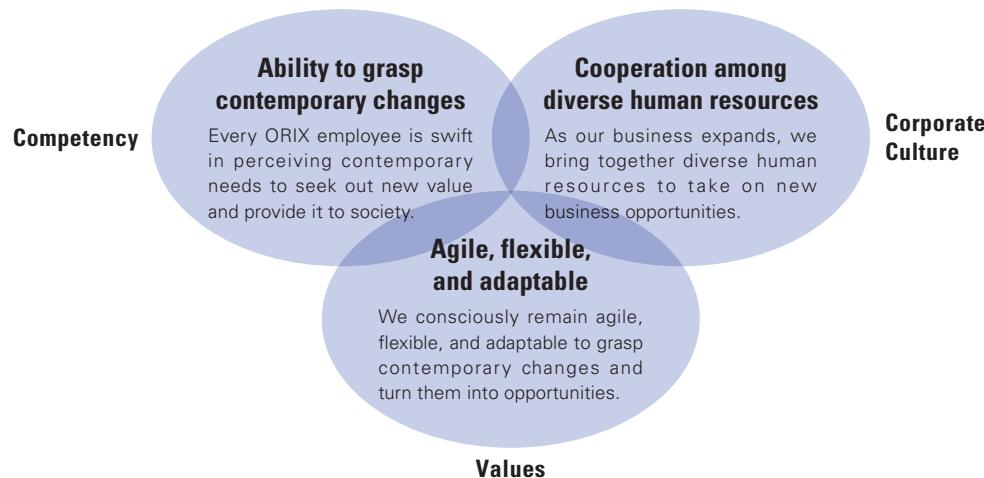 Competency
Ability to grasp
contemporary changes
Every ORIX employee is swift
in perceiving contemporary
needs to seek out new value
and provide it to society.
Cooperation among
diverse human resources
As our business expands, we
bring together diverse human
resources to take on new
business opportunities.
Corporate
Culture
Agile, flexible,
and adaptable
We consciously remain agile,
flexible, and adaptable to grasp
contemporary changes and
turn them into opportunities.
Values